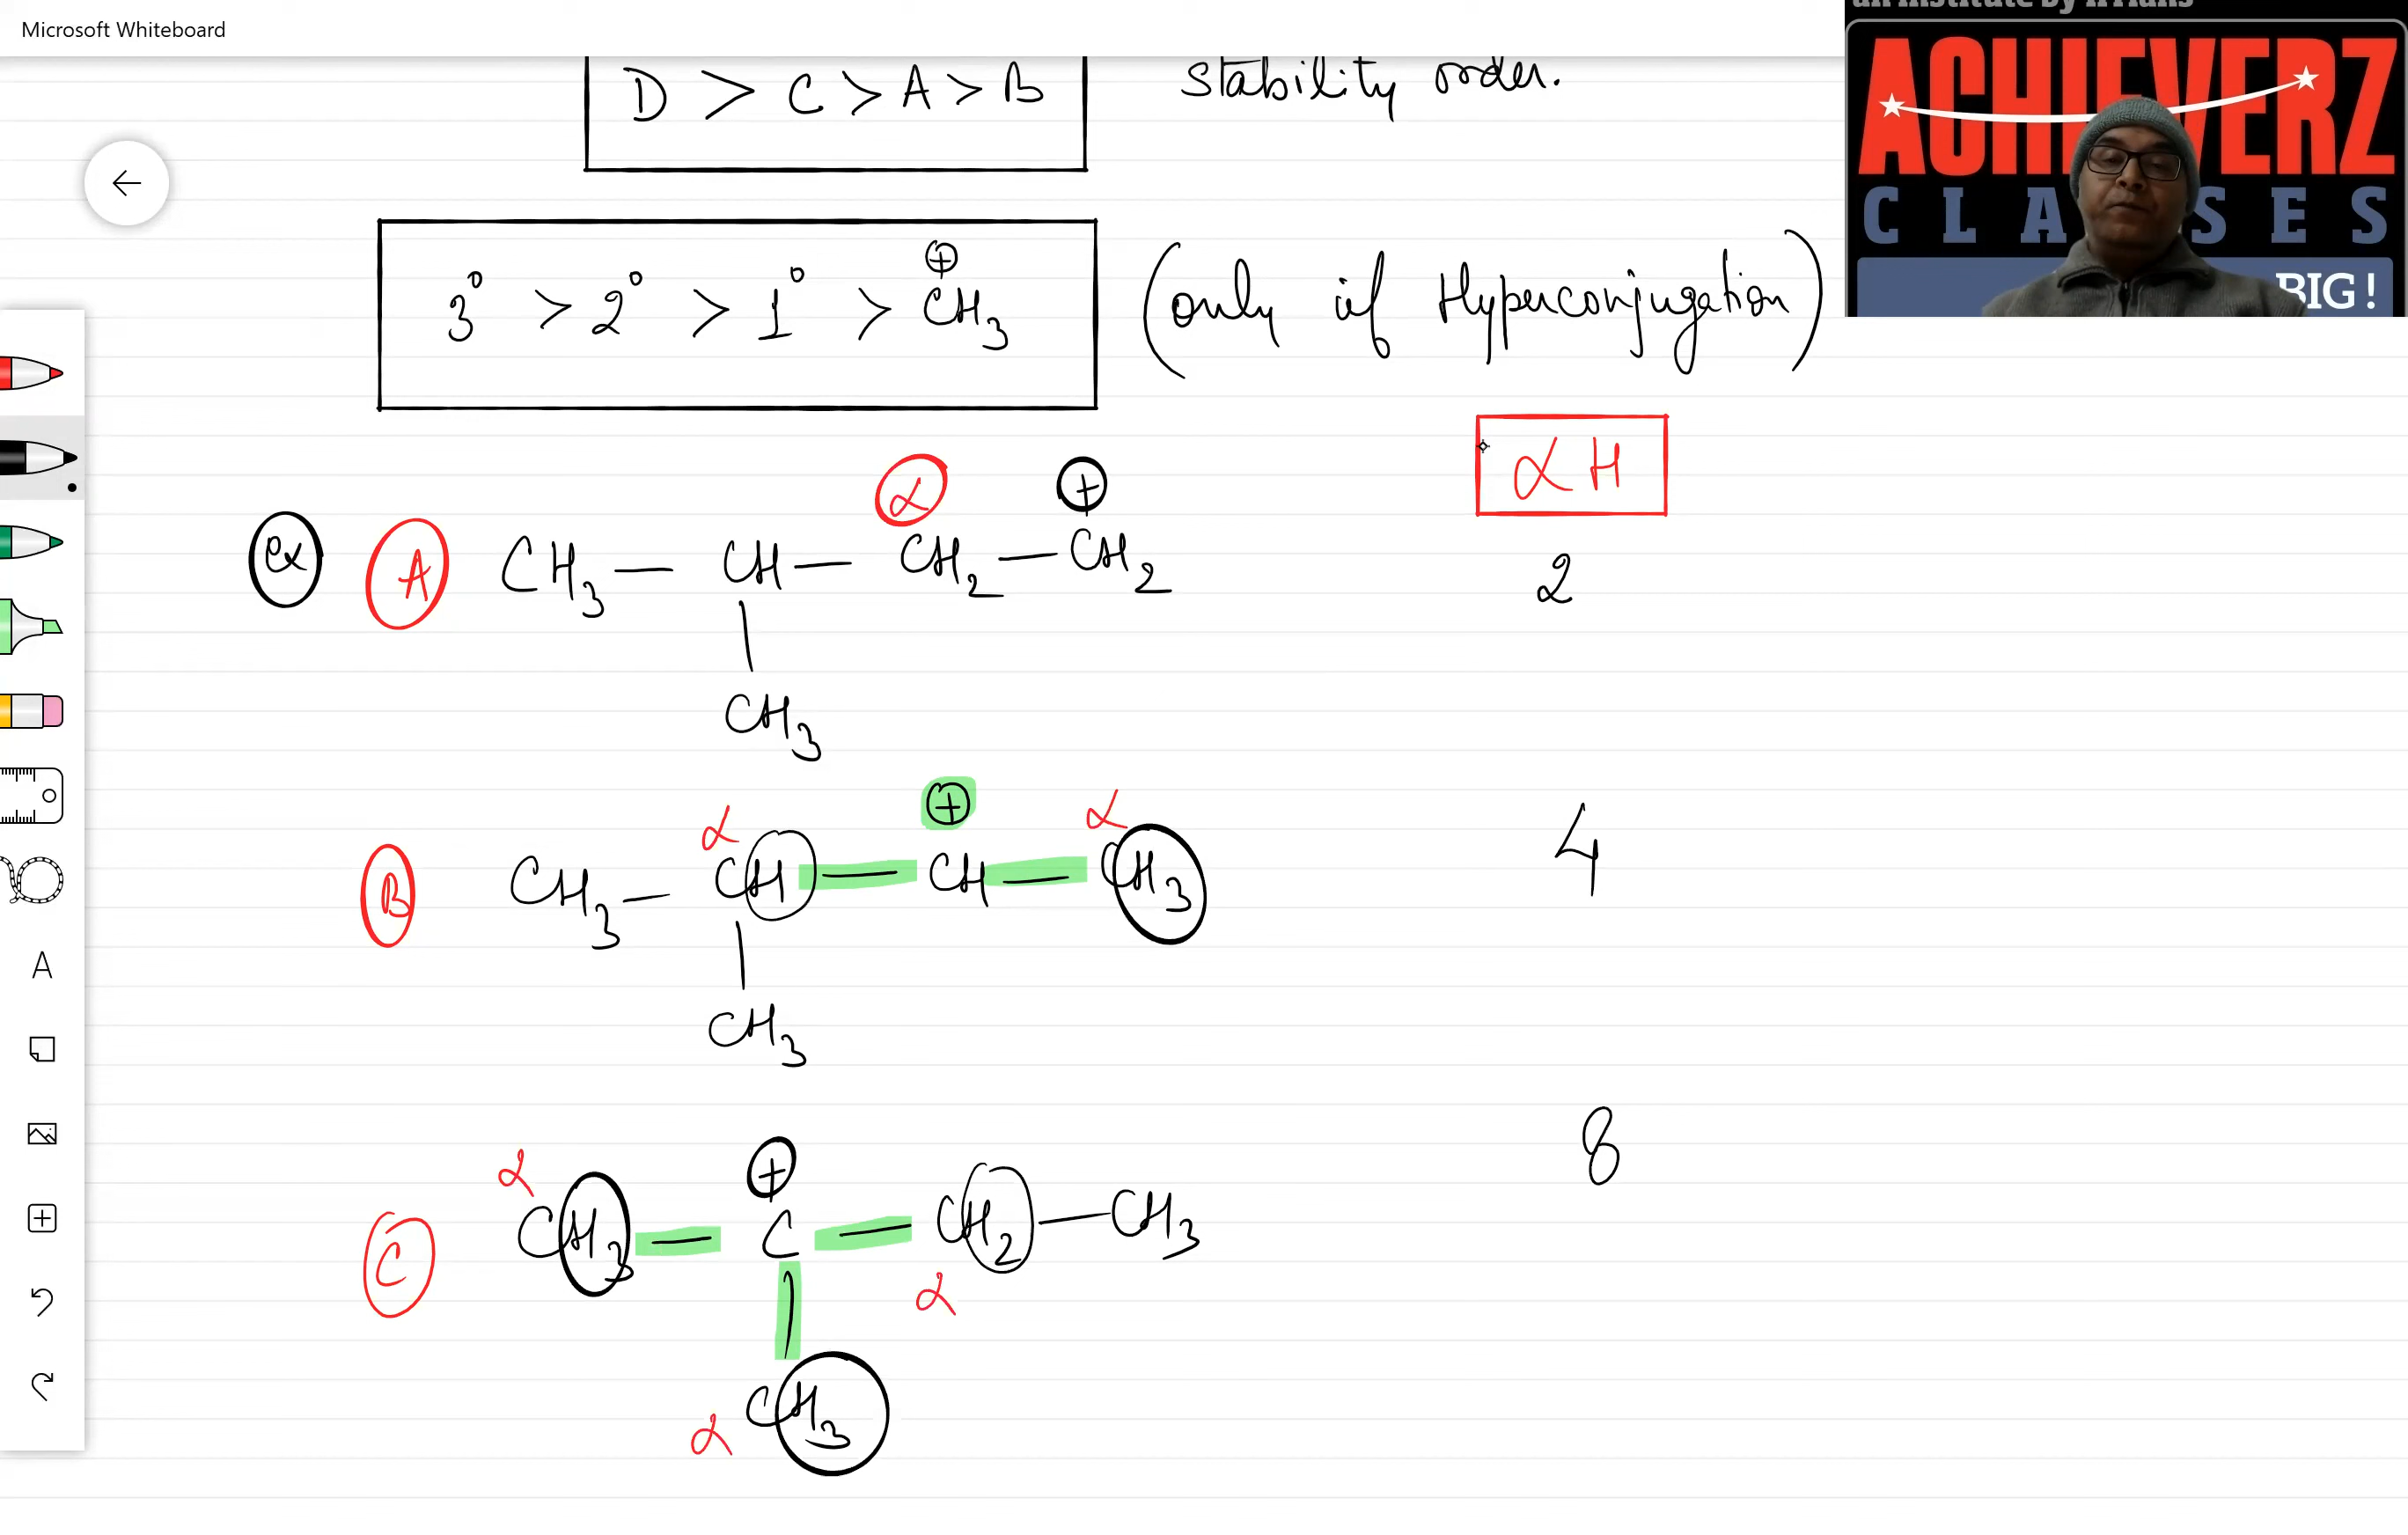 Microsoft Whiteboard
ACHIEVERZ
CLASSES
BIG!
D > C > A > B stability order.
3° > 2° > 1° > CH₃⊕ (only if Hyperconjugation)
α H
ex A CH₃ — CH — CH₂ — CH₂ 2
α ⊕
CH₃
α ⊕ α
B CH₃ — CH — CH — CH₃ 4
CH₃
α ⊕
C CH₃ — C — CH₂ — CH₃ 8
α
CH₃
α
A